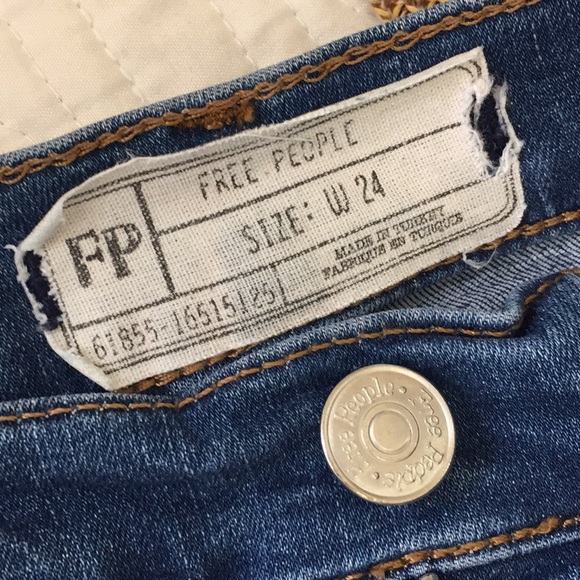 FREE PEOPLE
FP
SIZE: W 24
MADE IN TURKEY
FABRIQUE EN TURQUIE
61855-16515125
Free People • Free People •